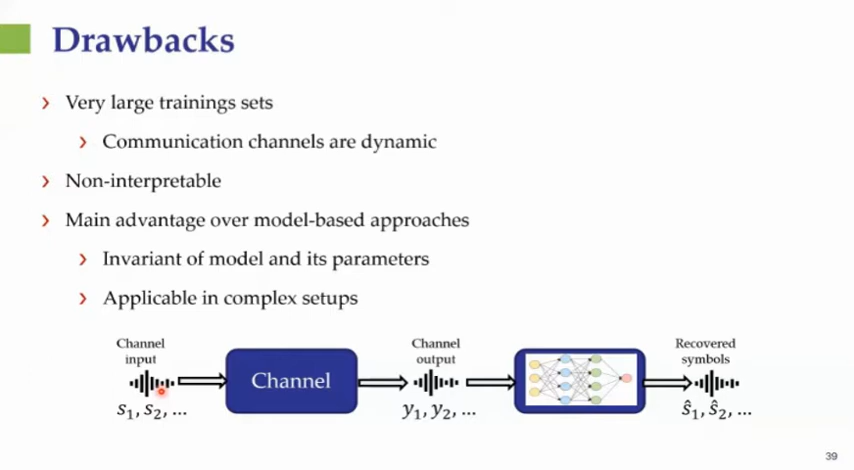 Drawbacks
› Very large trainings sets
› Communication channels are dynamic
› Non-interpretable
› Main advantage over model-based approaches
› Invariant of model and its parameters
› Applicable in complex setups
Channel
input
Channel
output
Recovered
symbols
Channel
s₁, s₂, ...
y₁, y₂, ...
ŝ₁, ŝ₂, ...
39